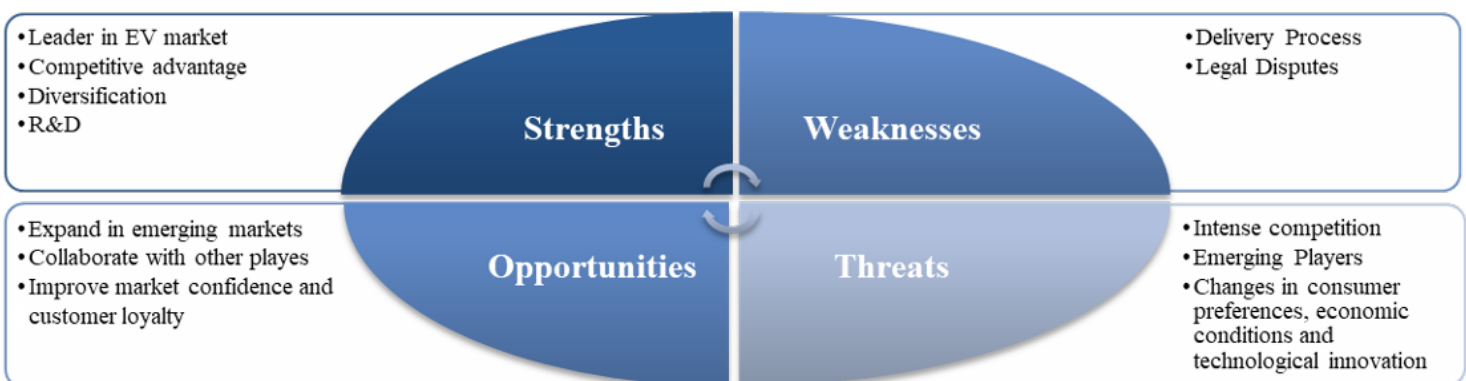 •Leader in EV market
•Competitive advantage
•Diversification
•R&D
Strengths
Weaknesses
•Delivery Process
•Legal Disputes
•Expand in emerging markets
•Collaborate with other playes
•Improve market confidence and
customer loyalty
Opportunities
Threats
•Intense competition
•Emerging Players
•Changes in consumer
preferences, economic
conditions and
technological innovation